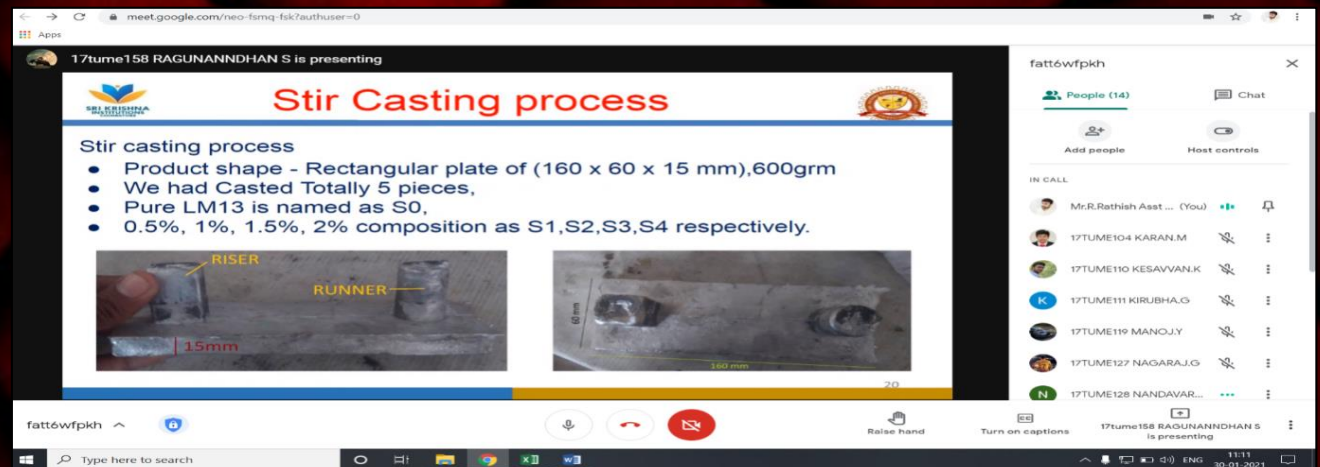 meet.google.com/neo-fsmq-fsk?authuser=0
Apps
17tume158 RAGUNANNDHAN S is presenting
SRI KRISHNA
INSTITUTIONS
Stir Casting process
Stir casting process
● Product shape - Rectangular plate of (160 x 60 x 15 mm),600grm
● We had Casted Totally 5 pieces,
● Pure LM13 is named as S0,
● 0.5%, 1%, 1.5%, 2% composition as S1,S2,S3,S4 respectively.
RISER
RUNNER
15mm
60 mm
160 mm
20
fatt6wfpkh
People (14)
Chat
Add people
Host controls
IN CALL
Mr.R.Rathish Asst ... (You)
17TUME104 KARAN.M
17TUME110 KESAVVAN.K
K 17TUME111 KIRUBHA.G
17TUME119 MANOJ.Y
17TUME127 NAGARAJ.G
N 17TUME128 NANDAVAR...
fatt6wfpkh
Raise hand
Turn on captions
17tume158 RAGUNANNDHAN S
is presenting
Type here to search
ENG
11:11
30-01-2021